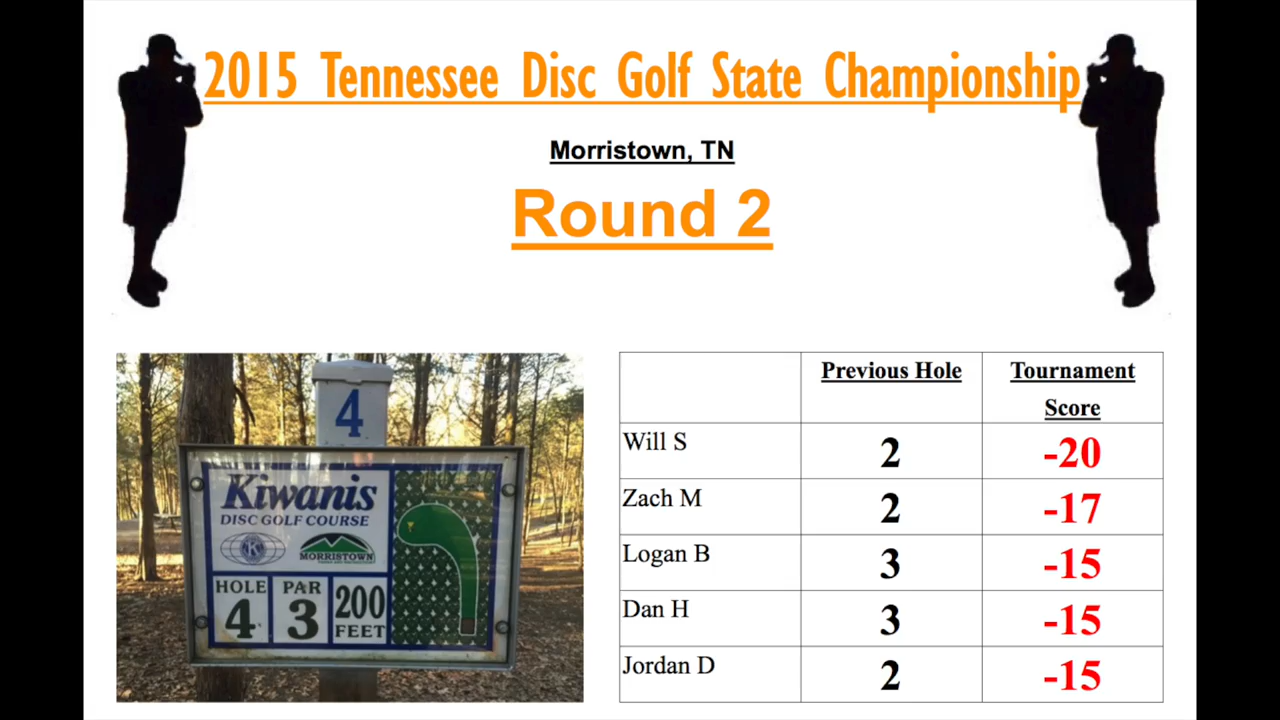 2015 Tennessee Disc Golf State Championship
Morristown, TN
Round 2
4
Kiwanis
DISC GOLF COURSE
MORRISTOWN
HOLE 4
PAR 3
200 FEET
Previous Hole Tournament Score
Will S 2 -20
Zach M 2 -17
Logan B 3 -15
Dan H 3 -15
Jordan D 2 -15